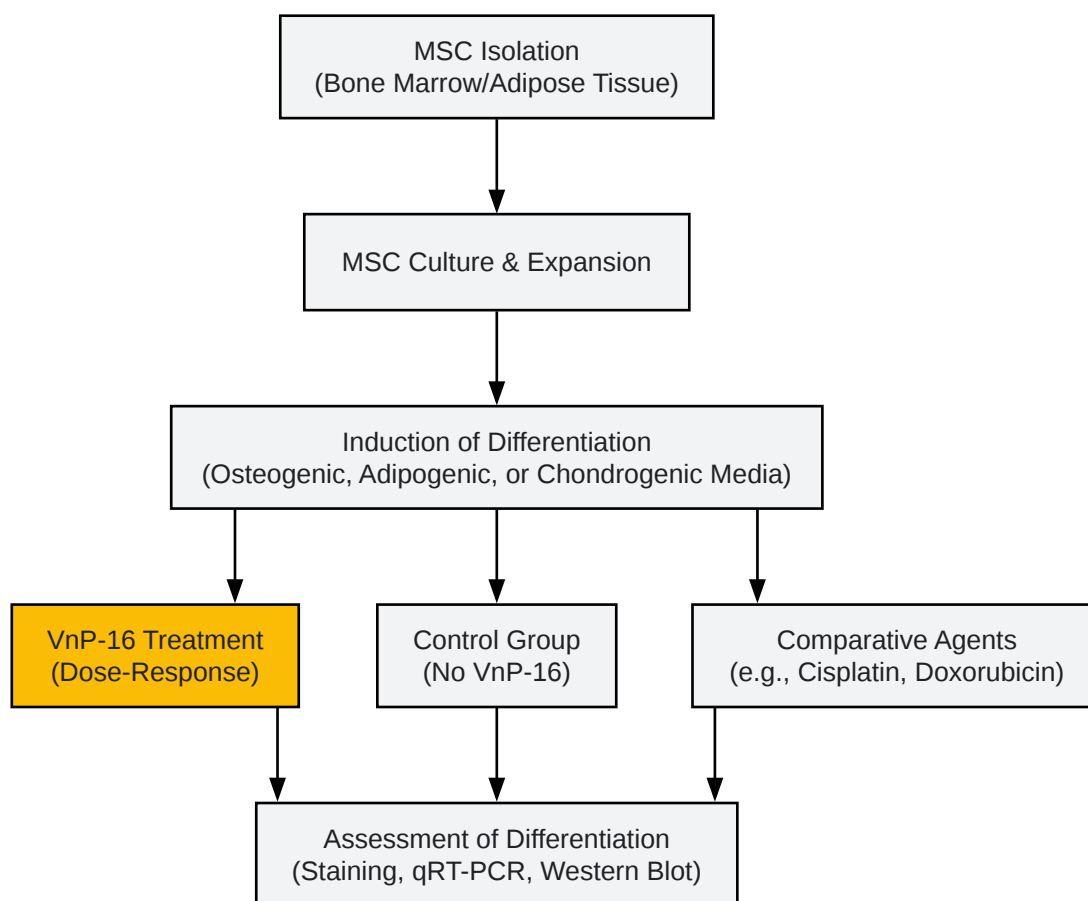 MSC Isolation
(Bone Marrow/Adipose Tissue)
MSC Culture & Expansion
Induction of Differentiation
(Osteogenic, Adipogenic, or Chondrogenic Media)
VnP-16 Treatment
(Dose-Response)
Control Group
(No VnP-16)
Comparative Agents
(e.g., Cisplatin, Doxorubicin)
Assessment of Differentiation
(Staining, qRT-PCR, Western Blot)